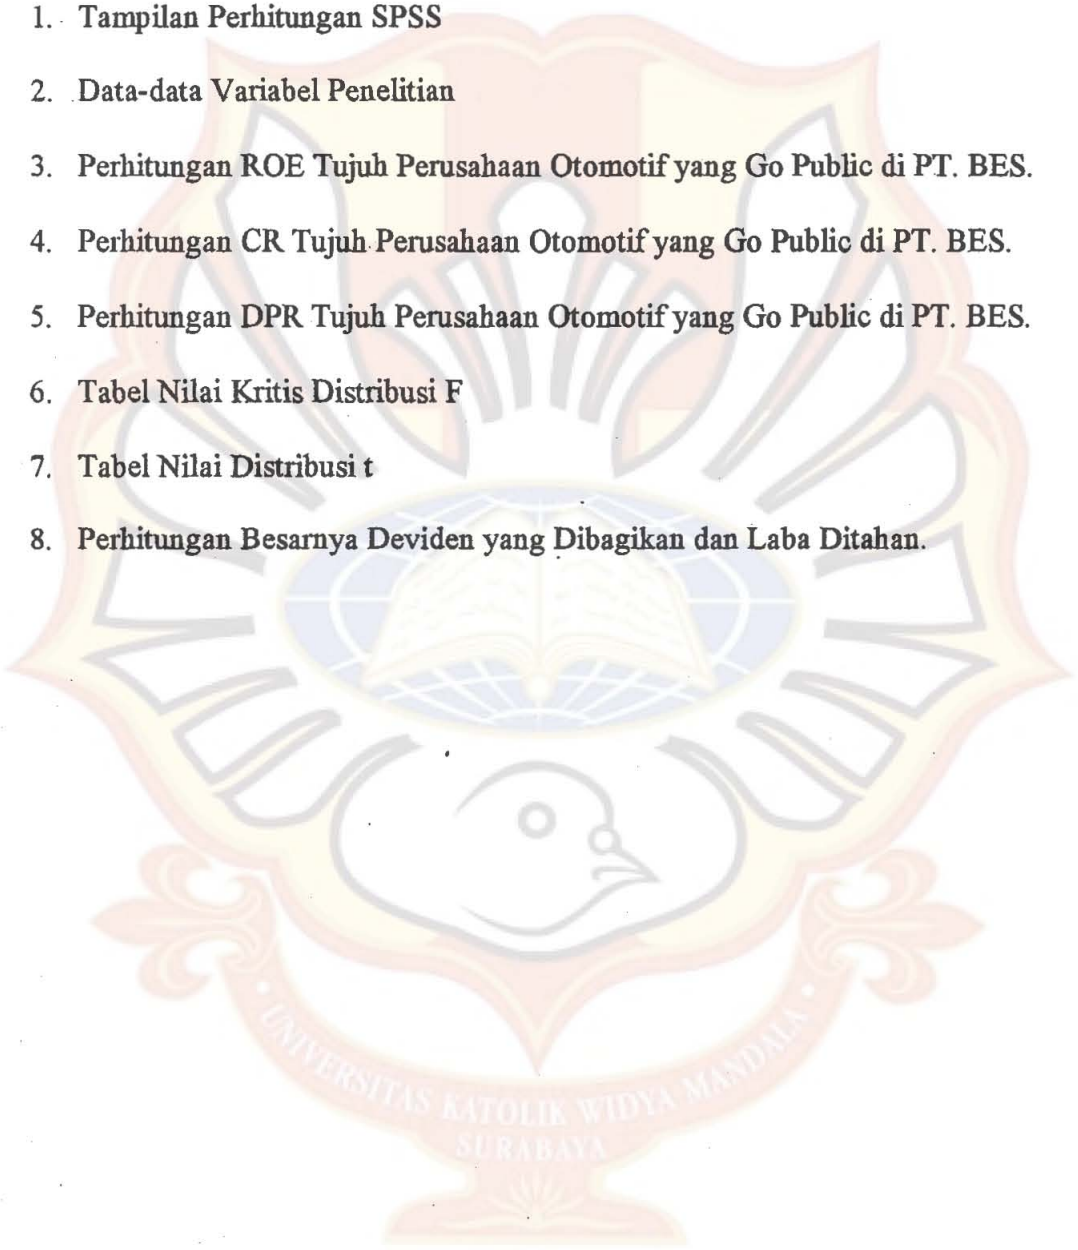 1. Tampilan Perhitungan SPSS
2. Data-data Variabel Penelitian
3. Perhitungan ROE Tujuh Perusahaan Otomotif yang Go Public di PT. BES.
4. Perhitungan CR Tujuh Perusahaan Otomotif yang Go Public di PT. BES.
5. Perhitungan DPR Tujuh Perusahaan Otomotif yang Go Public di PT. BES.
6. Tabel Nilai Kritis Distribusi F
7. Tabel Nilai Distribusi t
8. Perhitungan Besarnya Deviden yang Dibagikan dan Laba Ditahan.
UNIVERSITAS KATOLIK WIDYA MANDALA
SURABAYA